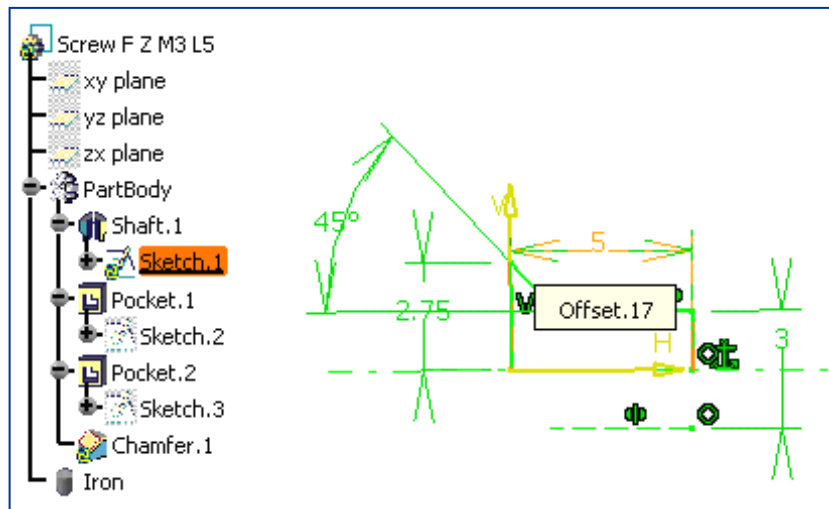 Screw F Z M3 L5
xy plane
yz plane
zx plane
PartBody
Shaft.1
Sketch.1
Pocket.1
Sketch.2
Pocket.2
Sketch.3
Chamfer.1
Iron
45°
V
5
2.75
V
Offset.17
H
3